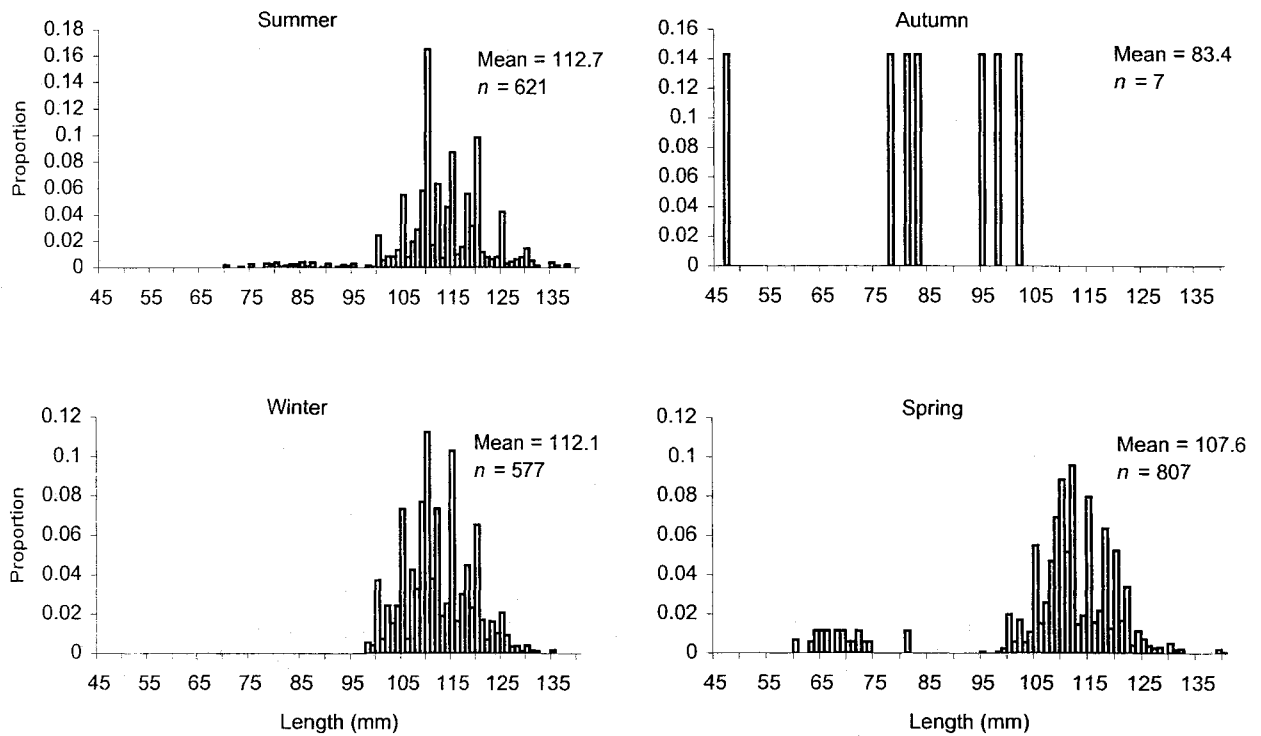 Summer
Mean = 112.7
n = 621
Proportion
0.18
0.16
0.14
0.12
0.1
0.08
0.06
0.04
0.02
0
45 55 65 75 85 95 105 115 125 135
Autumn
Mean = 83.4
n = 7
0.16
0.14
0.12
0.1
0.08
0.06
0.04
0.02
0
45 55 65 75 85 95 105 115 125 135
Winter
Mean = 112.1
n = 577
Proportion
0.12
0.1
0.08
0.06
0.04
0.02
0
45 55 65 75 85 95 105 115 125 135
Length (mm)
Spring
Mean = 107.6
n = 807
0.12
0.1
0.08
0.06
0.04
0.02
0
45 55 65 75 85 95 105 115 125 135
Length (mm)